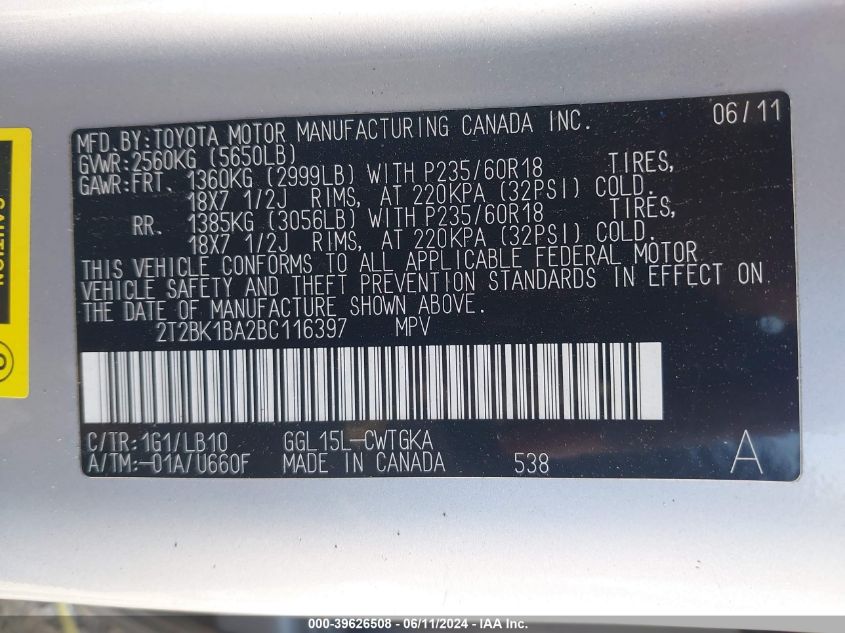 MFD.BY:TOYOTA MOTOR MANUFACTURING CANADA INC. 06/11
GVWR:2560KG (5650LB)
GAWR:FRT. 1360KG (2999LB) WITH P235/60R18 TIRES,
18X7 1/2J RIMS, AT 220KPA (32PSI) COLD.
RR. 1385KG (3056LB) WITH P235/60R18 TIRES,
18X7 1/2J RIMS, AT 220KPA (32PSI) COLD.
THIS VEHICLE CONFORMS TO ALL APPLICABLE FEDERAL MOTOR
VEHICLE SAFETY AND THEFT PREVENTION STANDARDS IN EFFECT ON
THE DATE OF MANUFACTURE SHOWN ABOVE.
2T2BK1BA2BC116397 MPV
C/TR:1G1/LB10 GGL15L-CWTGKA
A/TM:-01A/U660F MADE IN CANADA 538 A
CAUTION
000-39626508 - 06/11/2024 - IAA Inc.